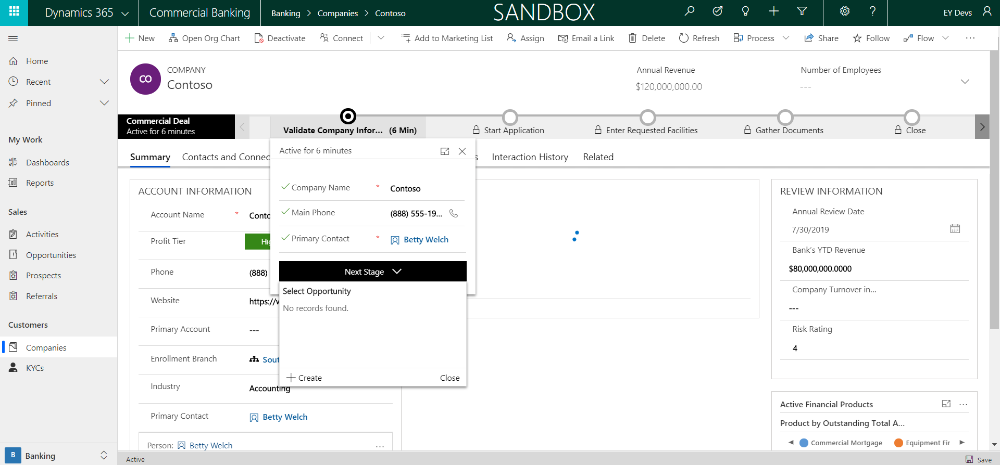 Dynamics 365
Commercial Banking
Banking > Companies > Contoso
SANDBOX
EY Devs
New
Open Org Chart
Deactivate
Connect
Add to Marketing List
Assign
Email a Link
Delete
Refresh
Process
Share
Follow
Flow
Home
Recent
Pinned
My Work
Dashboards
Reports
Sales
Activities
Opportunities
Prospects
Referrals
Customers
Companies
KYCs
B Banking
CO
COMPANY
Contoso
Annual Revenue
$120,000,000.00
Number of Employees
---
Commercial Deal
Active for 6 minutes
Validate Company Infor... (6 Min)
Start Application
Enter Requested Facilities
Gather Documents
Close
Summary
Contacts and Connec
s
Interaction History
Related
Active for 6 minutes
Company Name * Contoso
Main Phone (888) 555-19...
Primary Contact * Betty Welch
Next Stage
Select Opportunity
No records found.
Create
Close
ACCOUNT INFORMATION
Account Name * Conto
Profit Tier Hig
Phone (888)
Website https://w
Primary Account ---
Enrollment Branch Sout
Industry Accounting
Primary Contact Betty Welch
Person: Betty Welch ...
REVIEW INFORMATION
Annual Review Date
7/30/2019
Bank's YTD Revenue
$80,000,000.0000
Company Turnover in...
---
Risk Rating
4
Active Financial Products ...
Product by Outstanding Total A...
Commercial Mortgage
Equipment Fir
Active
Save